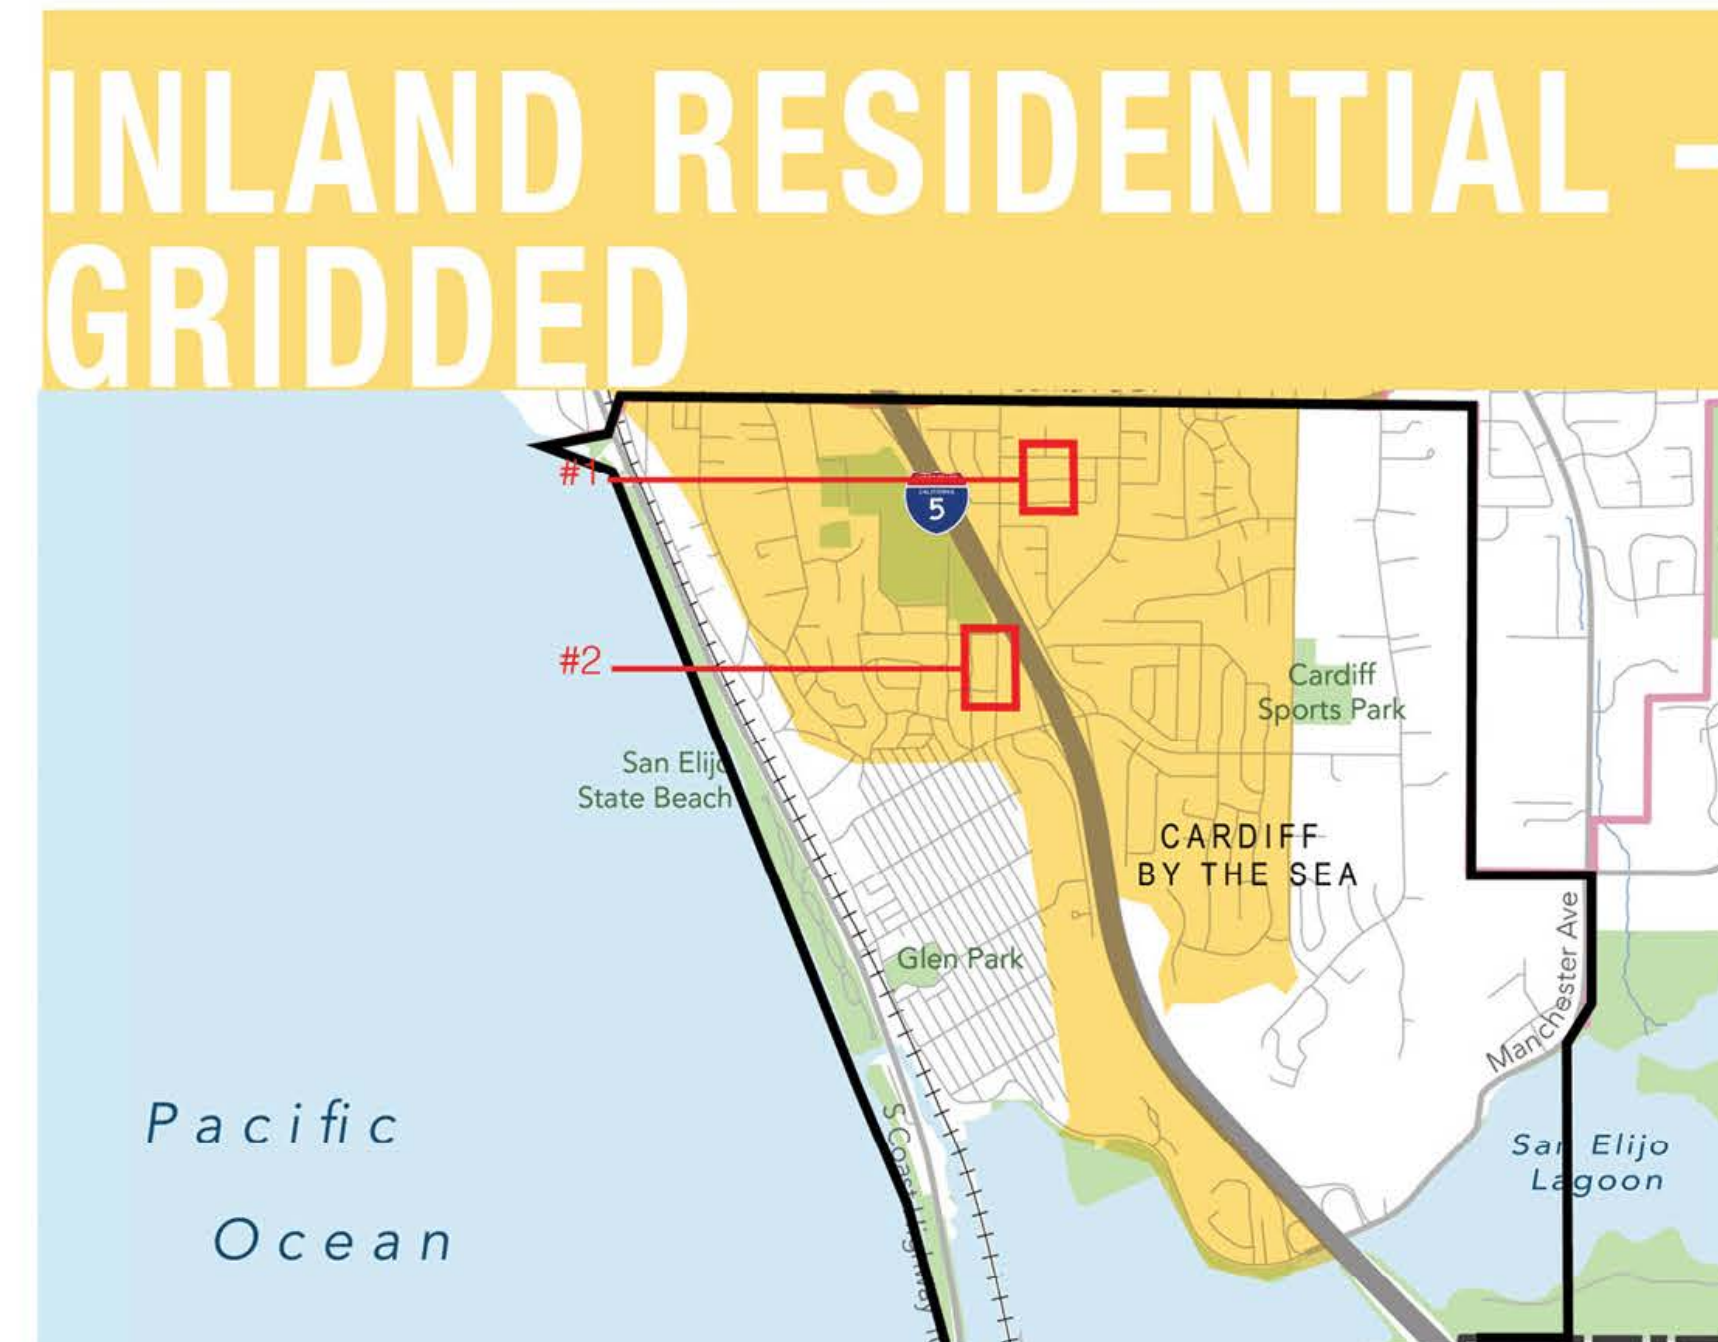 INLAND RESIDENTIAL -
GRIDDED
#1
CALIFORNIA
5
#2
Cardiff
Sports Park
San Elijo
State Beach
CARDIFF
BY THE SEA
Glen Park
Manchester Ave
Pacific
Ocean
S Coast Highway
San Elijo
Lagoon